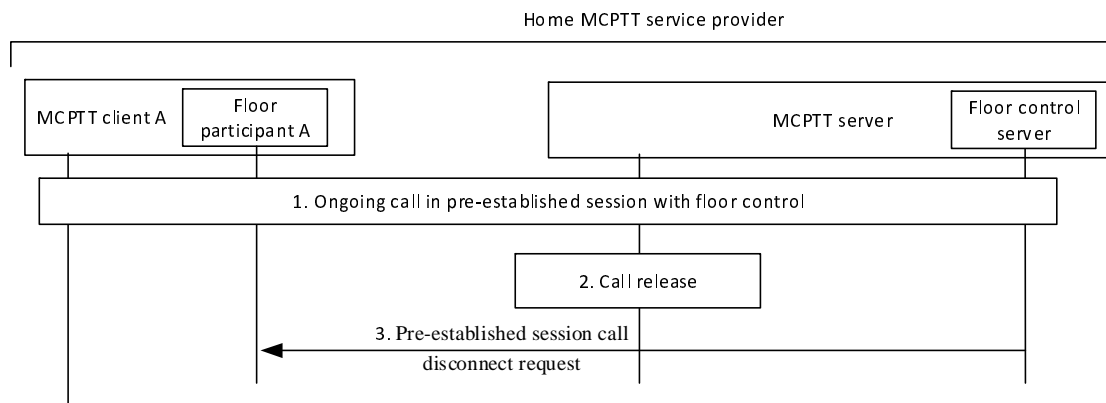 Home MCPTT service provider
MCPTT client A
Floor
participant A
MCPTT server
Floor control
server
1. Ongoing call in pre-established session with floor control
2. Call release
3. Pre-established session call
disconnect request